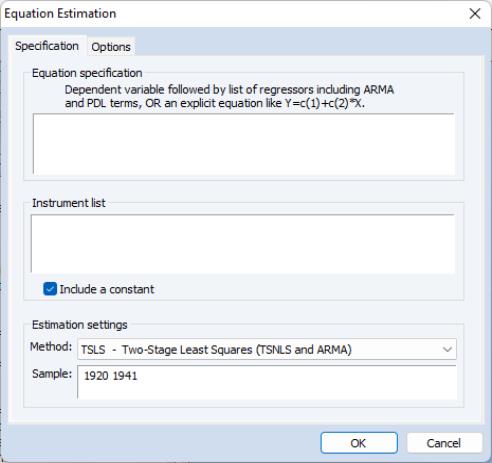 Equation Estimation
Specification Options
Equation specification
Dependent variable followed by list of regressors including ARMA
and PDL terms, OR an explicit equation like Y=c(1)+c(2)*X.
Instrument list
Include a constant
Estimation settings
Method: TSLS - Two-Stage Least Squares (TSNLS and ARMA)
Sample: 1920 1941
OK Cancel